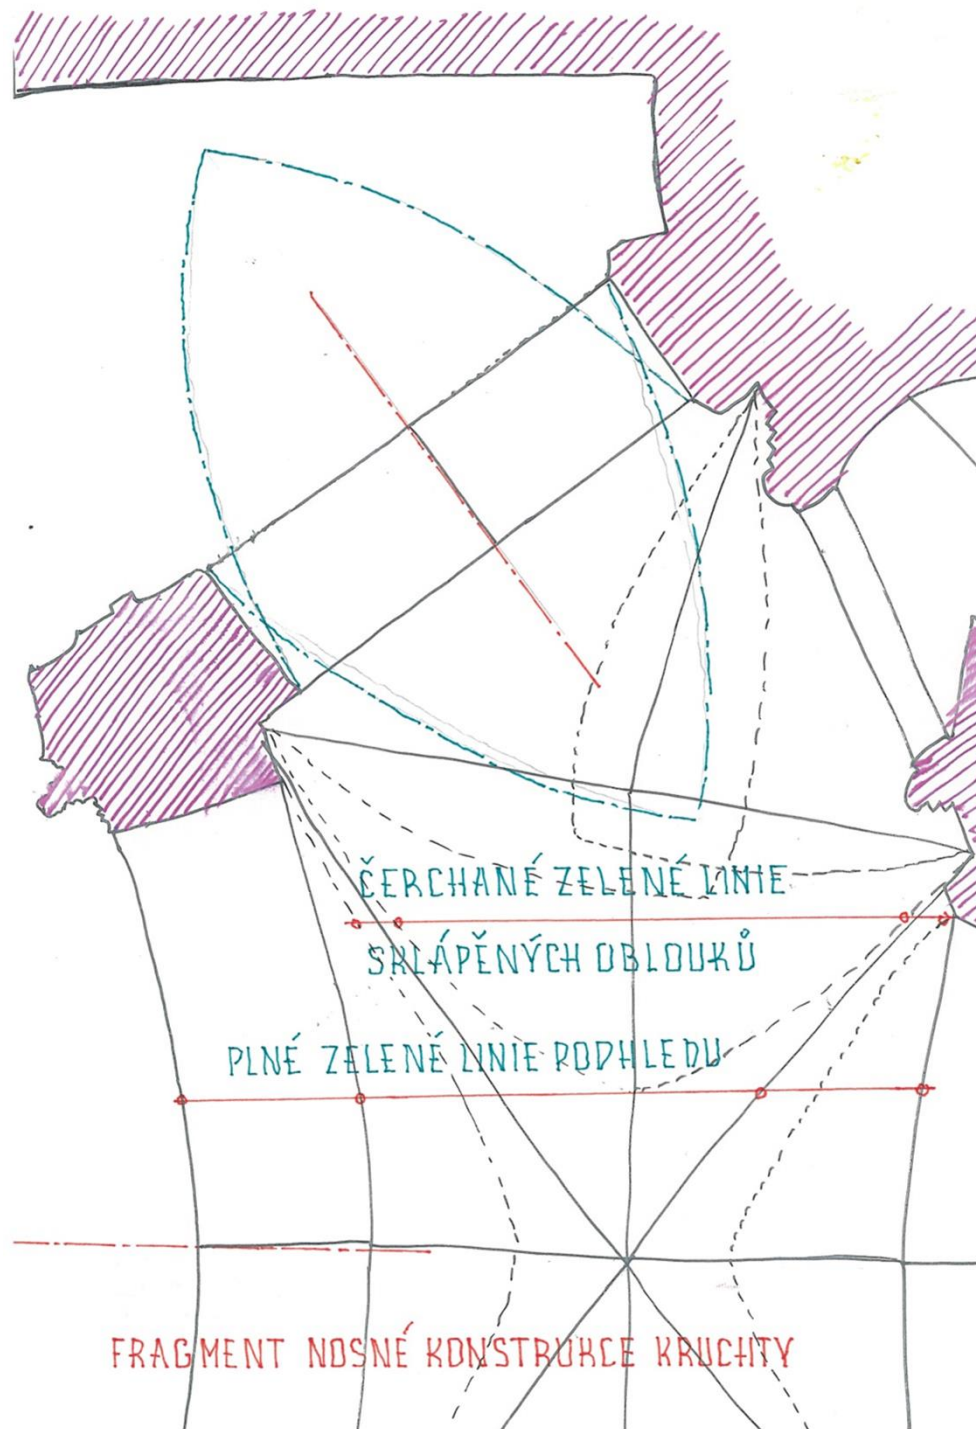 ČERCHANÉ ZELENÉ LINIE
SKLÁPĚNÝCH OBLOUKŮ
PLNÉ ZELENÉ LINIE PODHLEDU
FRAGMENT NOSNÉ KONSTRUKCE KRUCHTY